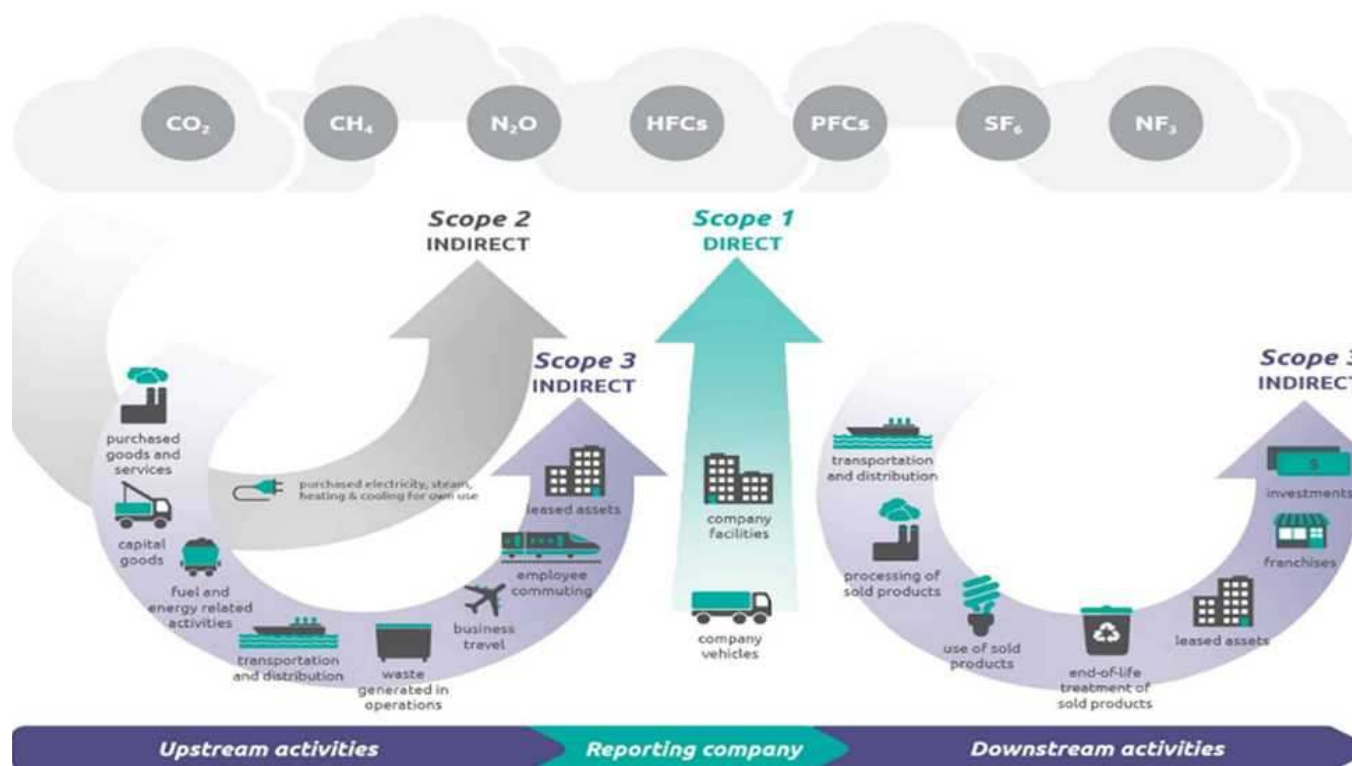 CO₂ CH₄ N₂O HFCs PFCs SF₆ NF₃
Scope 2
INDIRECT
Scope 1
DIRECT
Scope 3
INDIRECT
Scope 3
INDIRECT
purchased
goods and
services
capital
goods
fuel and
energy related
activities
transportation
and distribution
waste
generated in
operations
business
travel
employee
commuting
leased assets
purchased electricity, steam,
heating & cooling for own use
company
facilities
company
vehicles
transportation
and distribution
processing of
sold products
use of sold
products
end-of-life
treatment of
sold products
leased assets
franchises
investments
$
Upstream activities
Reporting company
Downstream activities